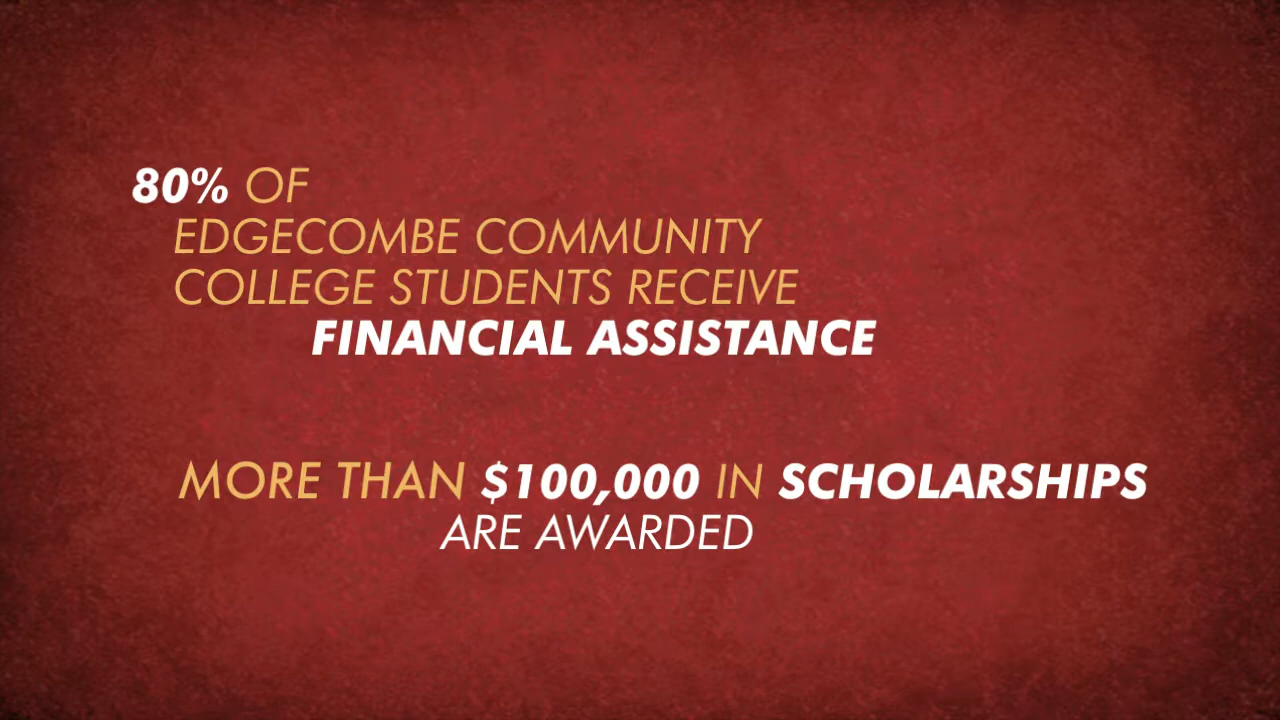 80% OF
EDGECOMBE COMMUNITY
COLLEGE STUDENTS RECEIVE
FINANCIAL ASSISTANCE
MORE THAN $100,000 IN SCHOLARSHIPS
ARE AWARDED